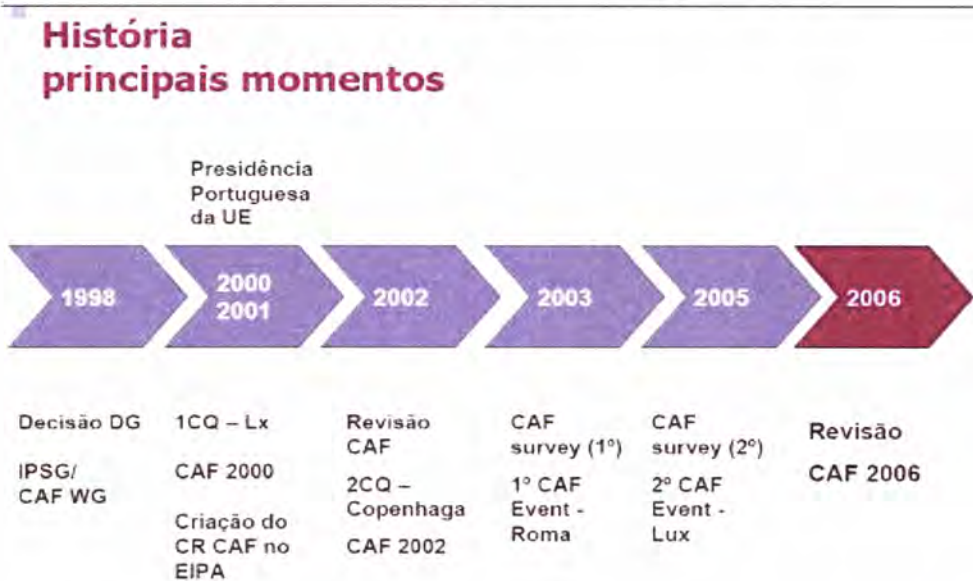 História
principais momentos
Presidência
Portuguesa
da UE
1998
2000
2001
2002
2003
2005
2006
Decisão DG
IPSG/
CAF WG
1CQ – Lx
CAF 2000
Criação do
CR CAF no
EIPA
Revisão
CAF
2CQ –
Copenhaga
CAF 2002
CAF
survey (1º)
1º CAF
Event -
Roma
CAF
survey (2º)
2º CAF
Event -
Lux
Revisão
CAF 2006